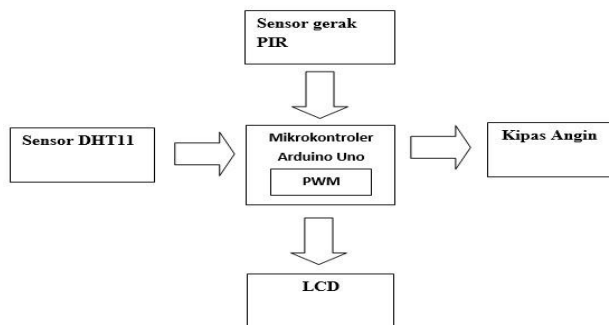 Sensor gerak
PIR
Sensor DHT11
Mikrokontroler
Arduino Uno
PWM
Kipas Angin
LCD